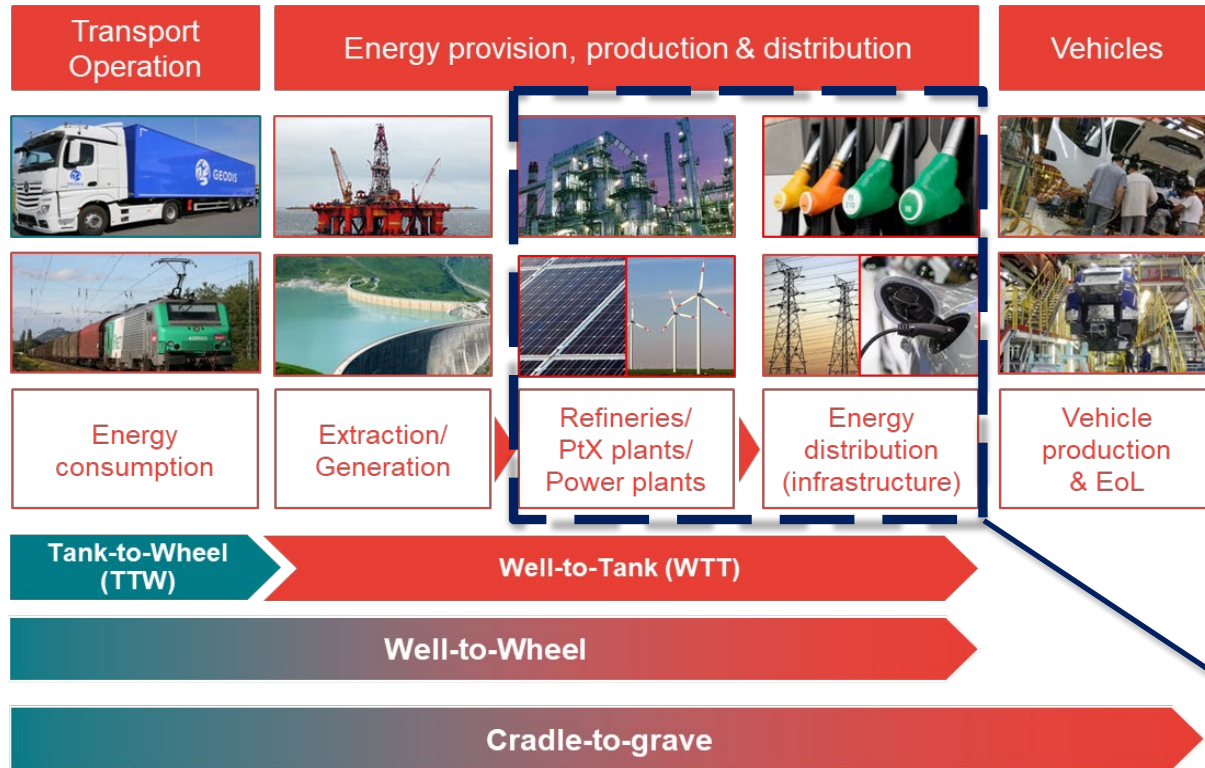 Transport
Operation
Energy provision, production & distribution
Vehicles
GEODIS
Energy
consumption
Extraction/
Generation
Refineries/
PtX plants/
Power plants
Energy
distribution
(infrastructure)
Vehicle
production
& EoL
Tank-to-Wheel
(TTW)
Well-to-Tank (WTT)
Well-to-Wheel
Cradle-to-grave